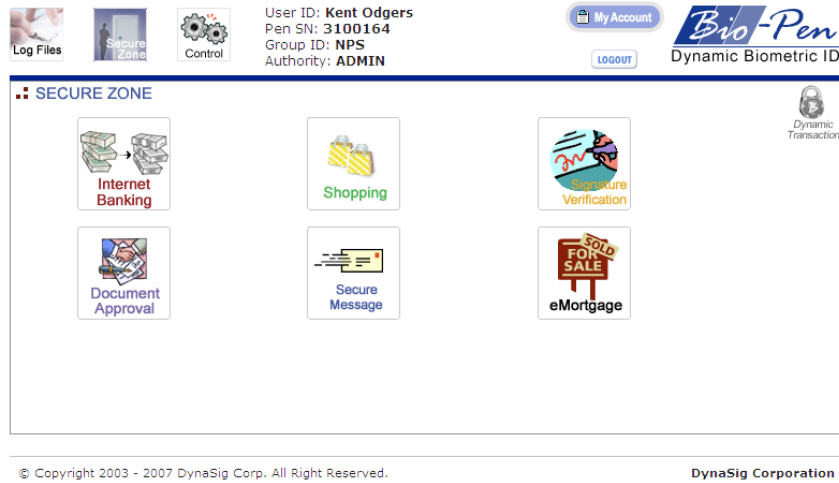 Log Files
Secure
Zone
Control
User ID: Kent Odgers
Pen SN: 3100164
Group ID: NPS
Authority: ADMIN
My Account
LOGOUT
Bio-Pen
Dynamic Biometric ID
SECURE ZONE
Dynamic
Transaction
Internet
Banking
Shopping
Signature
Verification
Document
Approval
Secure
Message
FOR
SALE
SOLD
eMortgage
© Copyright 2003 - 2007 DynaSig Corp. All Right Reserved.
DynaSig Corporation